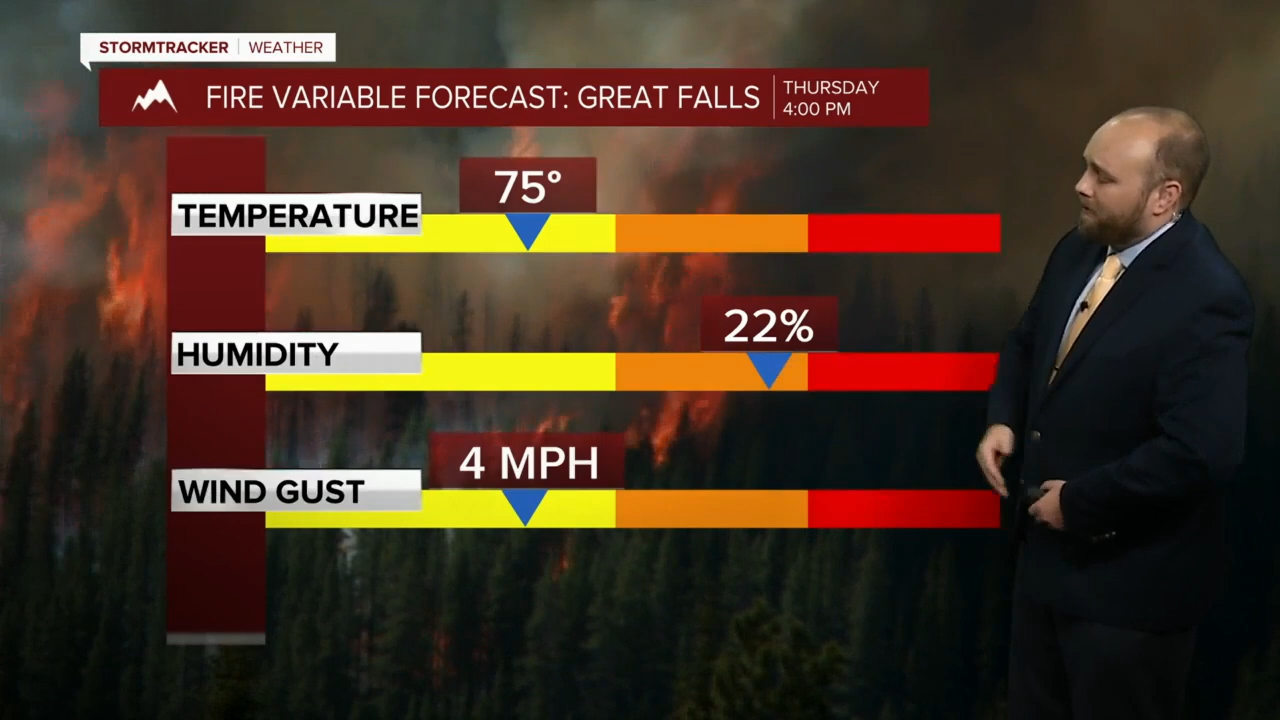 STORMTRACKER | WEATHER
FIRE VARIABLE FORECAST: GREAT FALLS
THURSDAY
4:00 PM
75°
TEMPERATURE
22%
HUMIDITY
4 MPH
WIND GUST